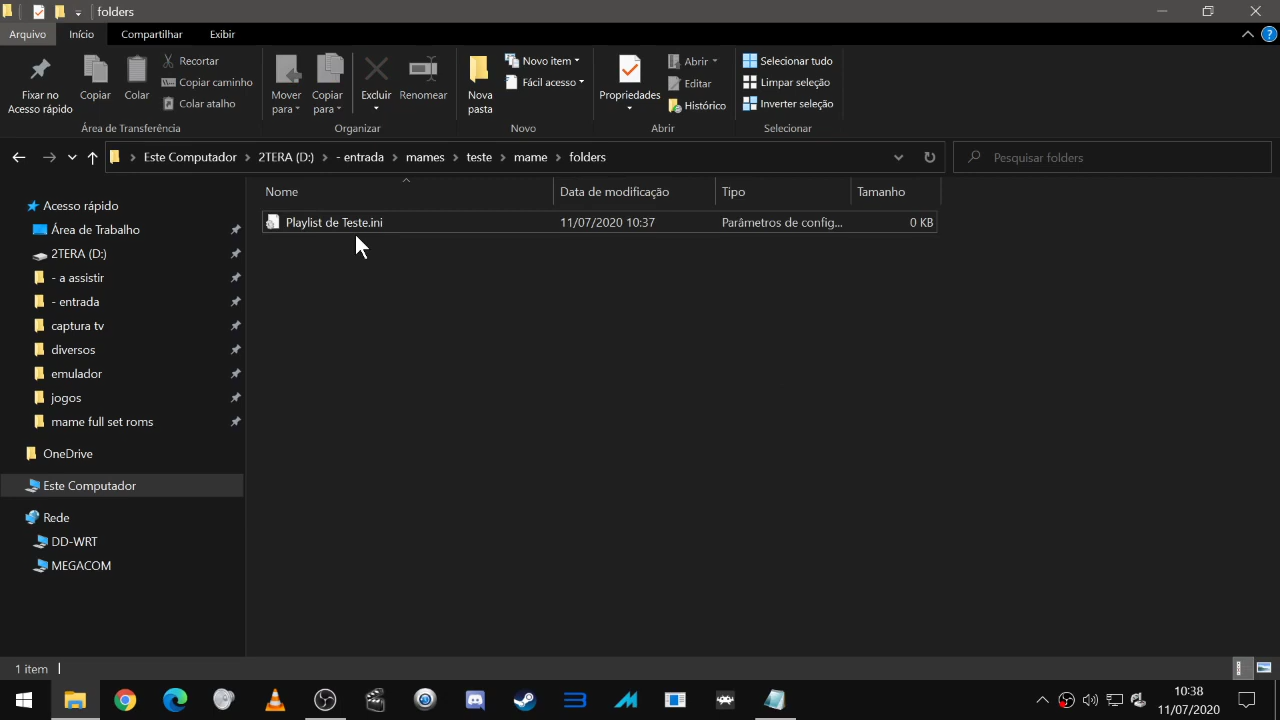 folders
Arquivo Início Compartilhar Exibir
Fixar no Acesso rápido
Copiar
Colar
Recortar
Copiar caminho
Colar atalho
Área de Transferência
Mover para
Copiar para
Excluir
Renomear
Organizar
Nova pasta
Novo item
Fácil acesso
Novo
Propriedades
Abrir
Editar
Histórico
Abrir
Selecionar tudo
Limpar seleção
Inverter seleção
Selecionar
Este Computador > 2TERA (D:) > - entrada > mames > teste > mame > folders
Pesquisar folders
Nome Data de modificação Tipo Tamanho
Playlist de Teste.ini 11/07/2020 10:37 Parâmetros de config... 0 KB
Acesso rápido
Área de Trabalho
2TERA (D:)
- a assistir
- entrada
captura tv
diversos
emulador
jogos
mame full set roms
OneDrive
Este Computador
Rede
DD-WRT
MEGACOM
1 item
10:38
11/07/2020